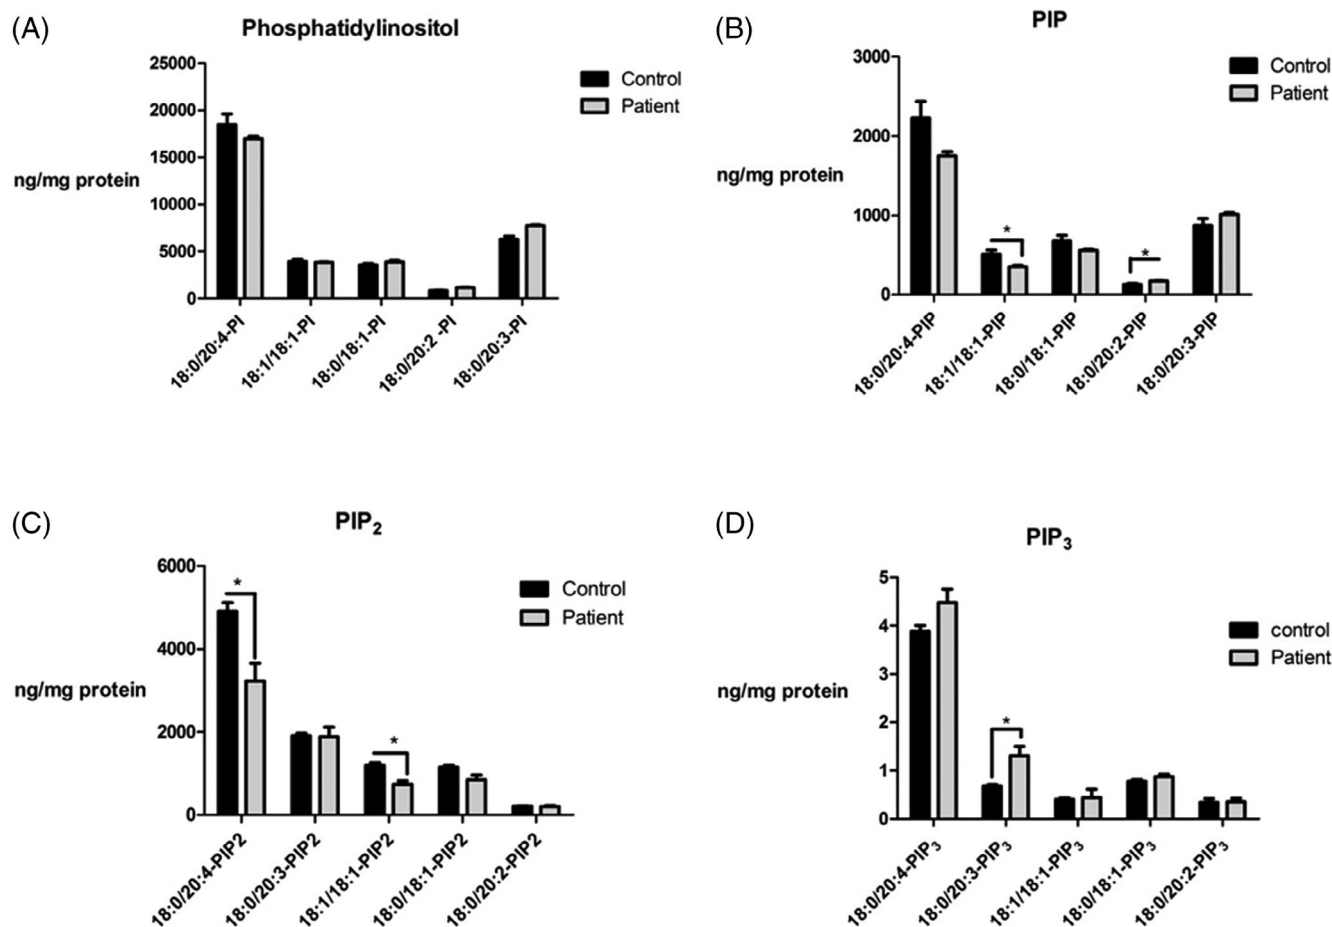 (A)
Phosphatidylinositol
25000
20000
15000
10000
5000
0
ng/mg protein
Control
Patient
18:0/20:4-PI
18:1/18:1-PI
18:0/18:1-PI
18:0/20:2 -PI
18:0/20:3-PI
(B)
PIP
3000
2000
1000
0
ng/mg protein
*
*
Control
Patient
18:0/20:4-PIP
18:1/18:1-PIP
18:0/18:1-PIP
18:0/20:2-PIP
18:0/20:3-PIP
(C)
PIP₂
6000
4000
2000
0
ng/mg protein
*
*
Control
Patient
18:0/20:4-PIP2
18:0/20:3-PIP2
18:1/18:1-PIP2
18:0/18:1-PIP2
18:0/20:2-PIP2
(D)
PIP₃
5
4
3
2
1
0
ng/mg protein
*
control
Patient
18:0/20:4-PIP₃
18:0/20:3-PIP₃
18:1/18:1-PIP₃
18:0/18:1-PIP₃
18:0/20:2-PIP₃